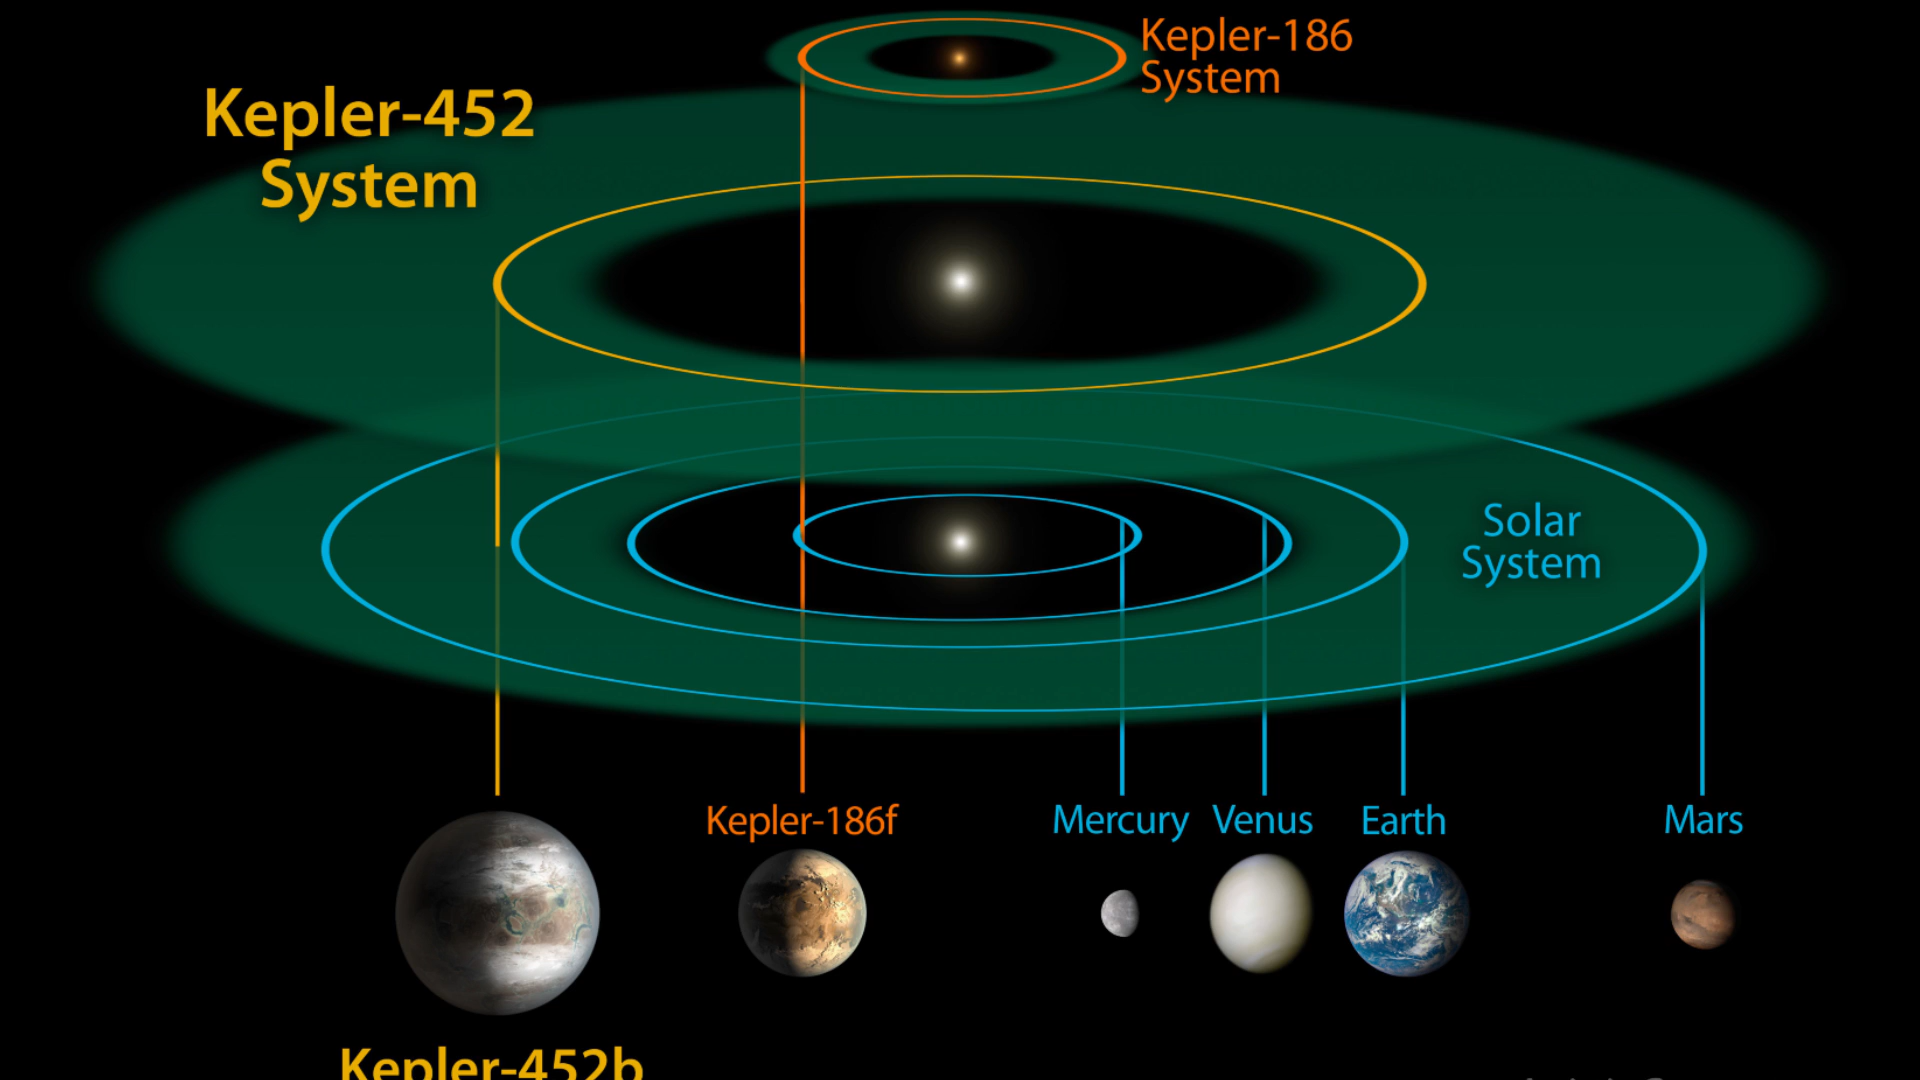 Kepler-186
System
Kepler-452
System
Solar
System
Kepler-186f
Mercury
Venus
Earth
Mars
Kepler-452b